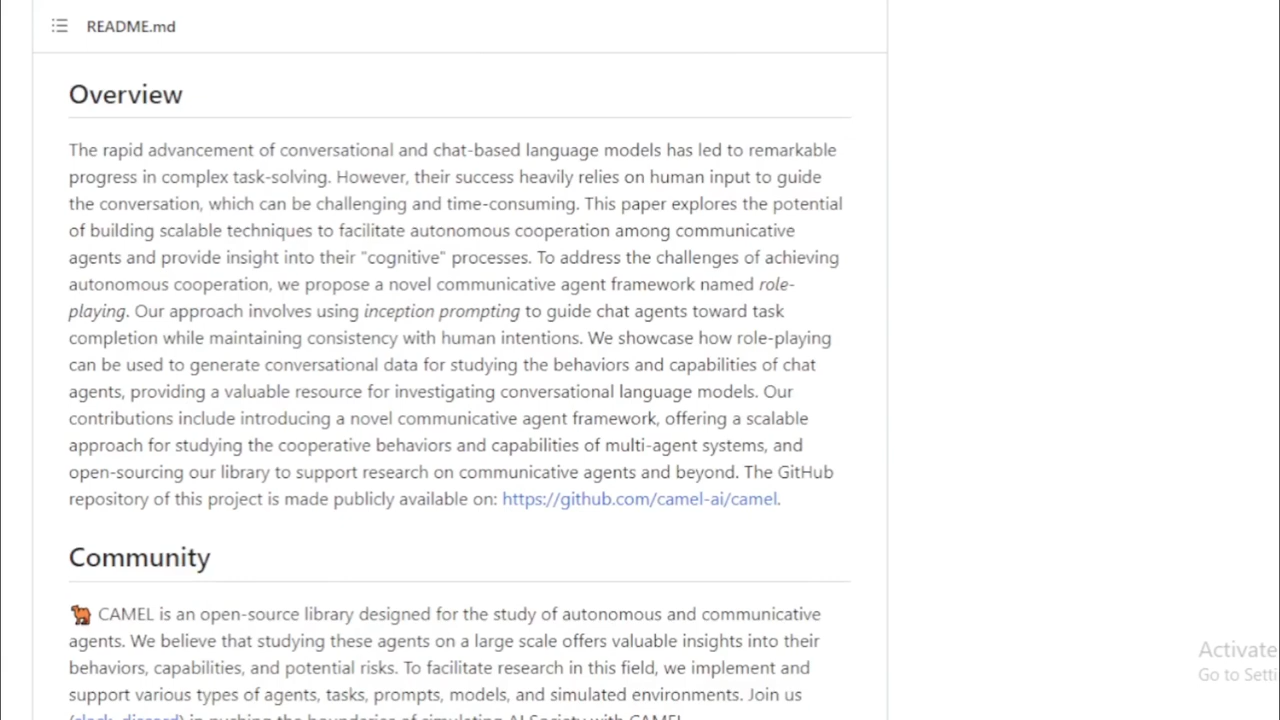 README.md
Overview
The rapid advancement of conversational and chat-based language models has led to remarkable
progress in complex task-solving. However, their success heavily relies on human input to guide
the conversation, which can be challenging and time-consuming. This paper explores the potential
of building scalable techniques to facilitate autonomous cooperation among communicative
agents and provide insight into their "cognitive" processes. To address the challenges of achieving
autonomous cooperation, we propose a novel communicative agent framework named role-
playing. Our approach involves using inception prompting to guide chat agents toward task
completion while maintaining consistency with human intentions. We showcase how role-playing
can be used to generate conversational data for studying the behaviors and capabilities of chat
agents, providing a valuable resource for investigating conversational language models. Our
contributions include introducing a novel communicative agent framework, offering a scalable
approach for studying the cooperative behaviors and capabilities of multi-agent systems, and
open-sourcing our library to support research on communicative agents and beyond. The GitHub
repository of this project is made publicly available on: https://github.com/camel-ai/camel.
Community
CAMEL is an open-source library designed for the study of autonomous and communicative
agents. We believe that studying these agents on a large scale offers valuable insights into their
behaviors, capabilities, and potential risks. To facilitate research in this field, we implement and
support various types of agents, tasks, prompts, models, and simulated environments. Join us
(slack, discord) in pushing the boundaries of simulating AI Society with CAMEL.
Activate
Go to Setti